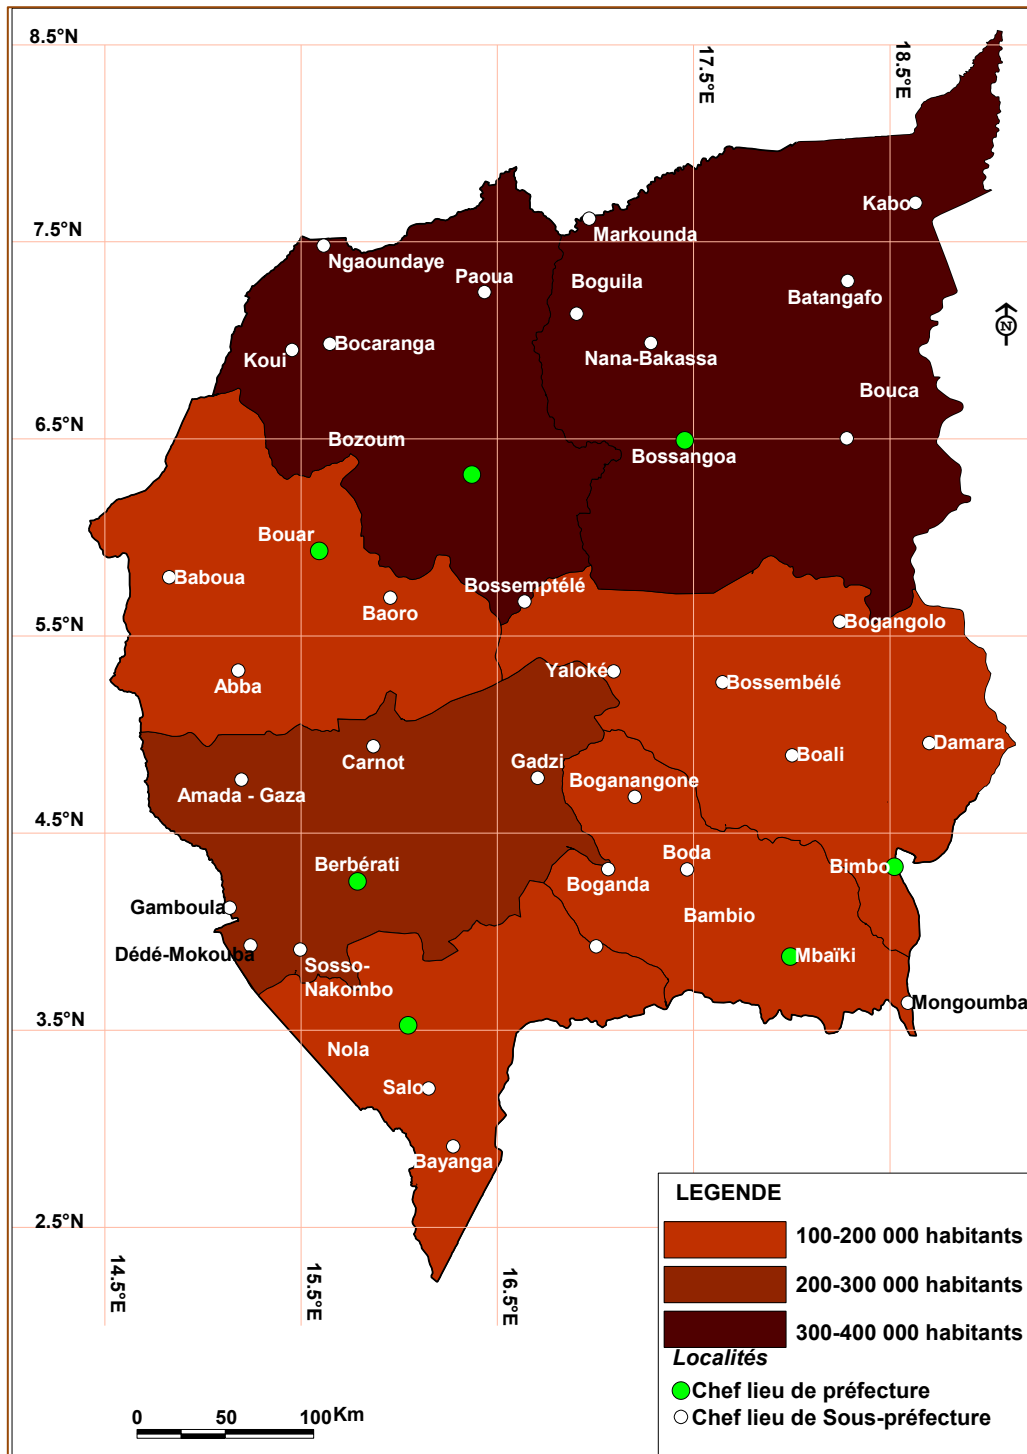 8.5°N
17.5°E
18.5°E
Kabo
7.5°N
Markounda
Ngaoundaye
Paoua
Boguila
Batangafo
N
Koui
Bocaranga
Nana-Bakassa
Bouca
6.5°N
Bozoum
Bossangoa
Bouar
Baboua
Baoro
Bossemptélé
Bogangolo
5.5°N
Abba
Yaloké
Bossembélé
Carnot
Gadzi
Boali
Damara
Amada - Gaza
Boganangone
4.5°N
Berbérati
Boganda
Boda
Bimbo
Gamboula
Bambio
Dédé-Mokouba
Sosso-
Nakombo
Mbaïki
Mongoumba
3.5°N
Nola
Salo
Bayanga
2.5°N
14.5°E
15.5°E
16.5°E
LEGENDE
100-200 000 habitants
200-300 000 habitants
300-400 000 habitants
Localités
Chef lieu de préfecture
Chef lieu de Sous-préfecture
0 50 100 Km